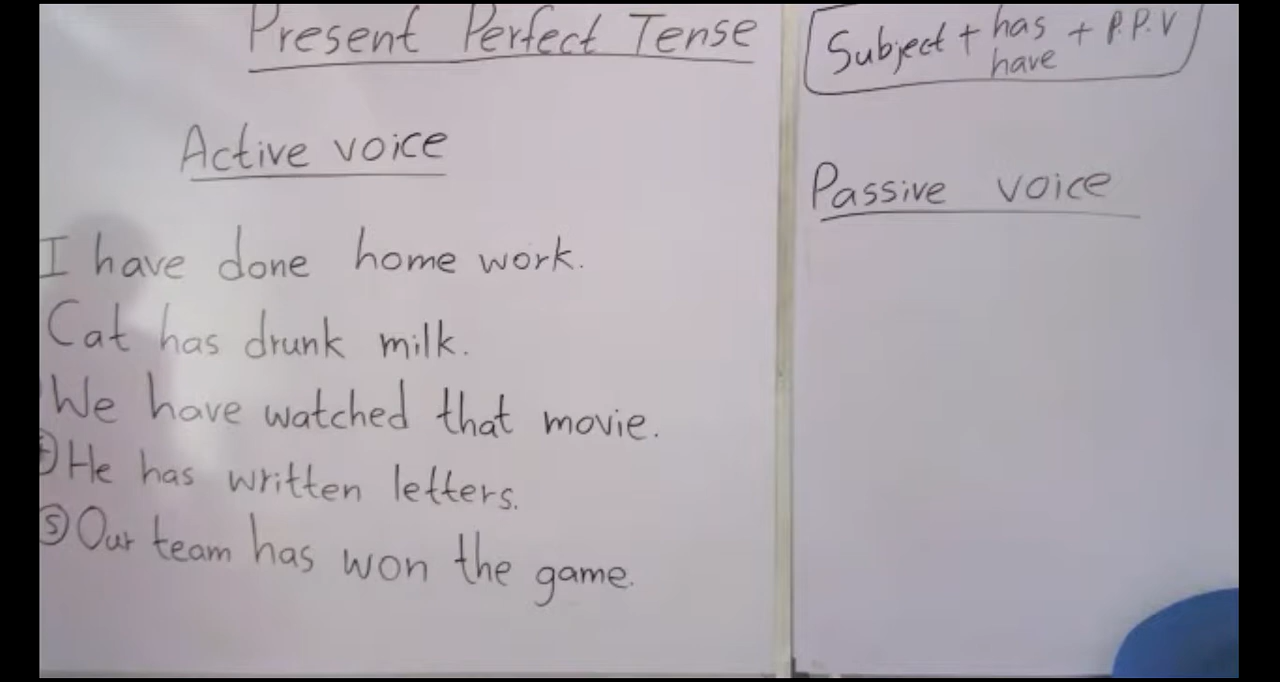 Present Perfect Tense
Active voice
I have done home work.
Cat has drunk milk.
We have watched that movie.
He has written letters.
⑤ Our team has won the game.
Subject + has + P.P.V
have
Passive voice